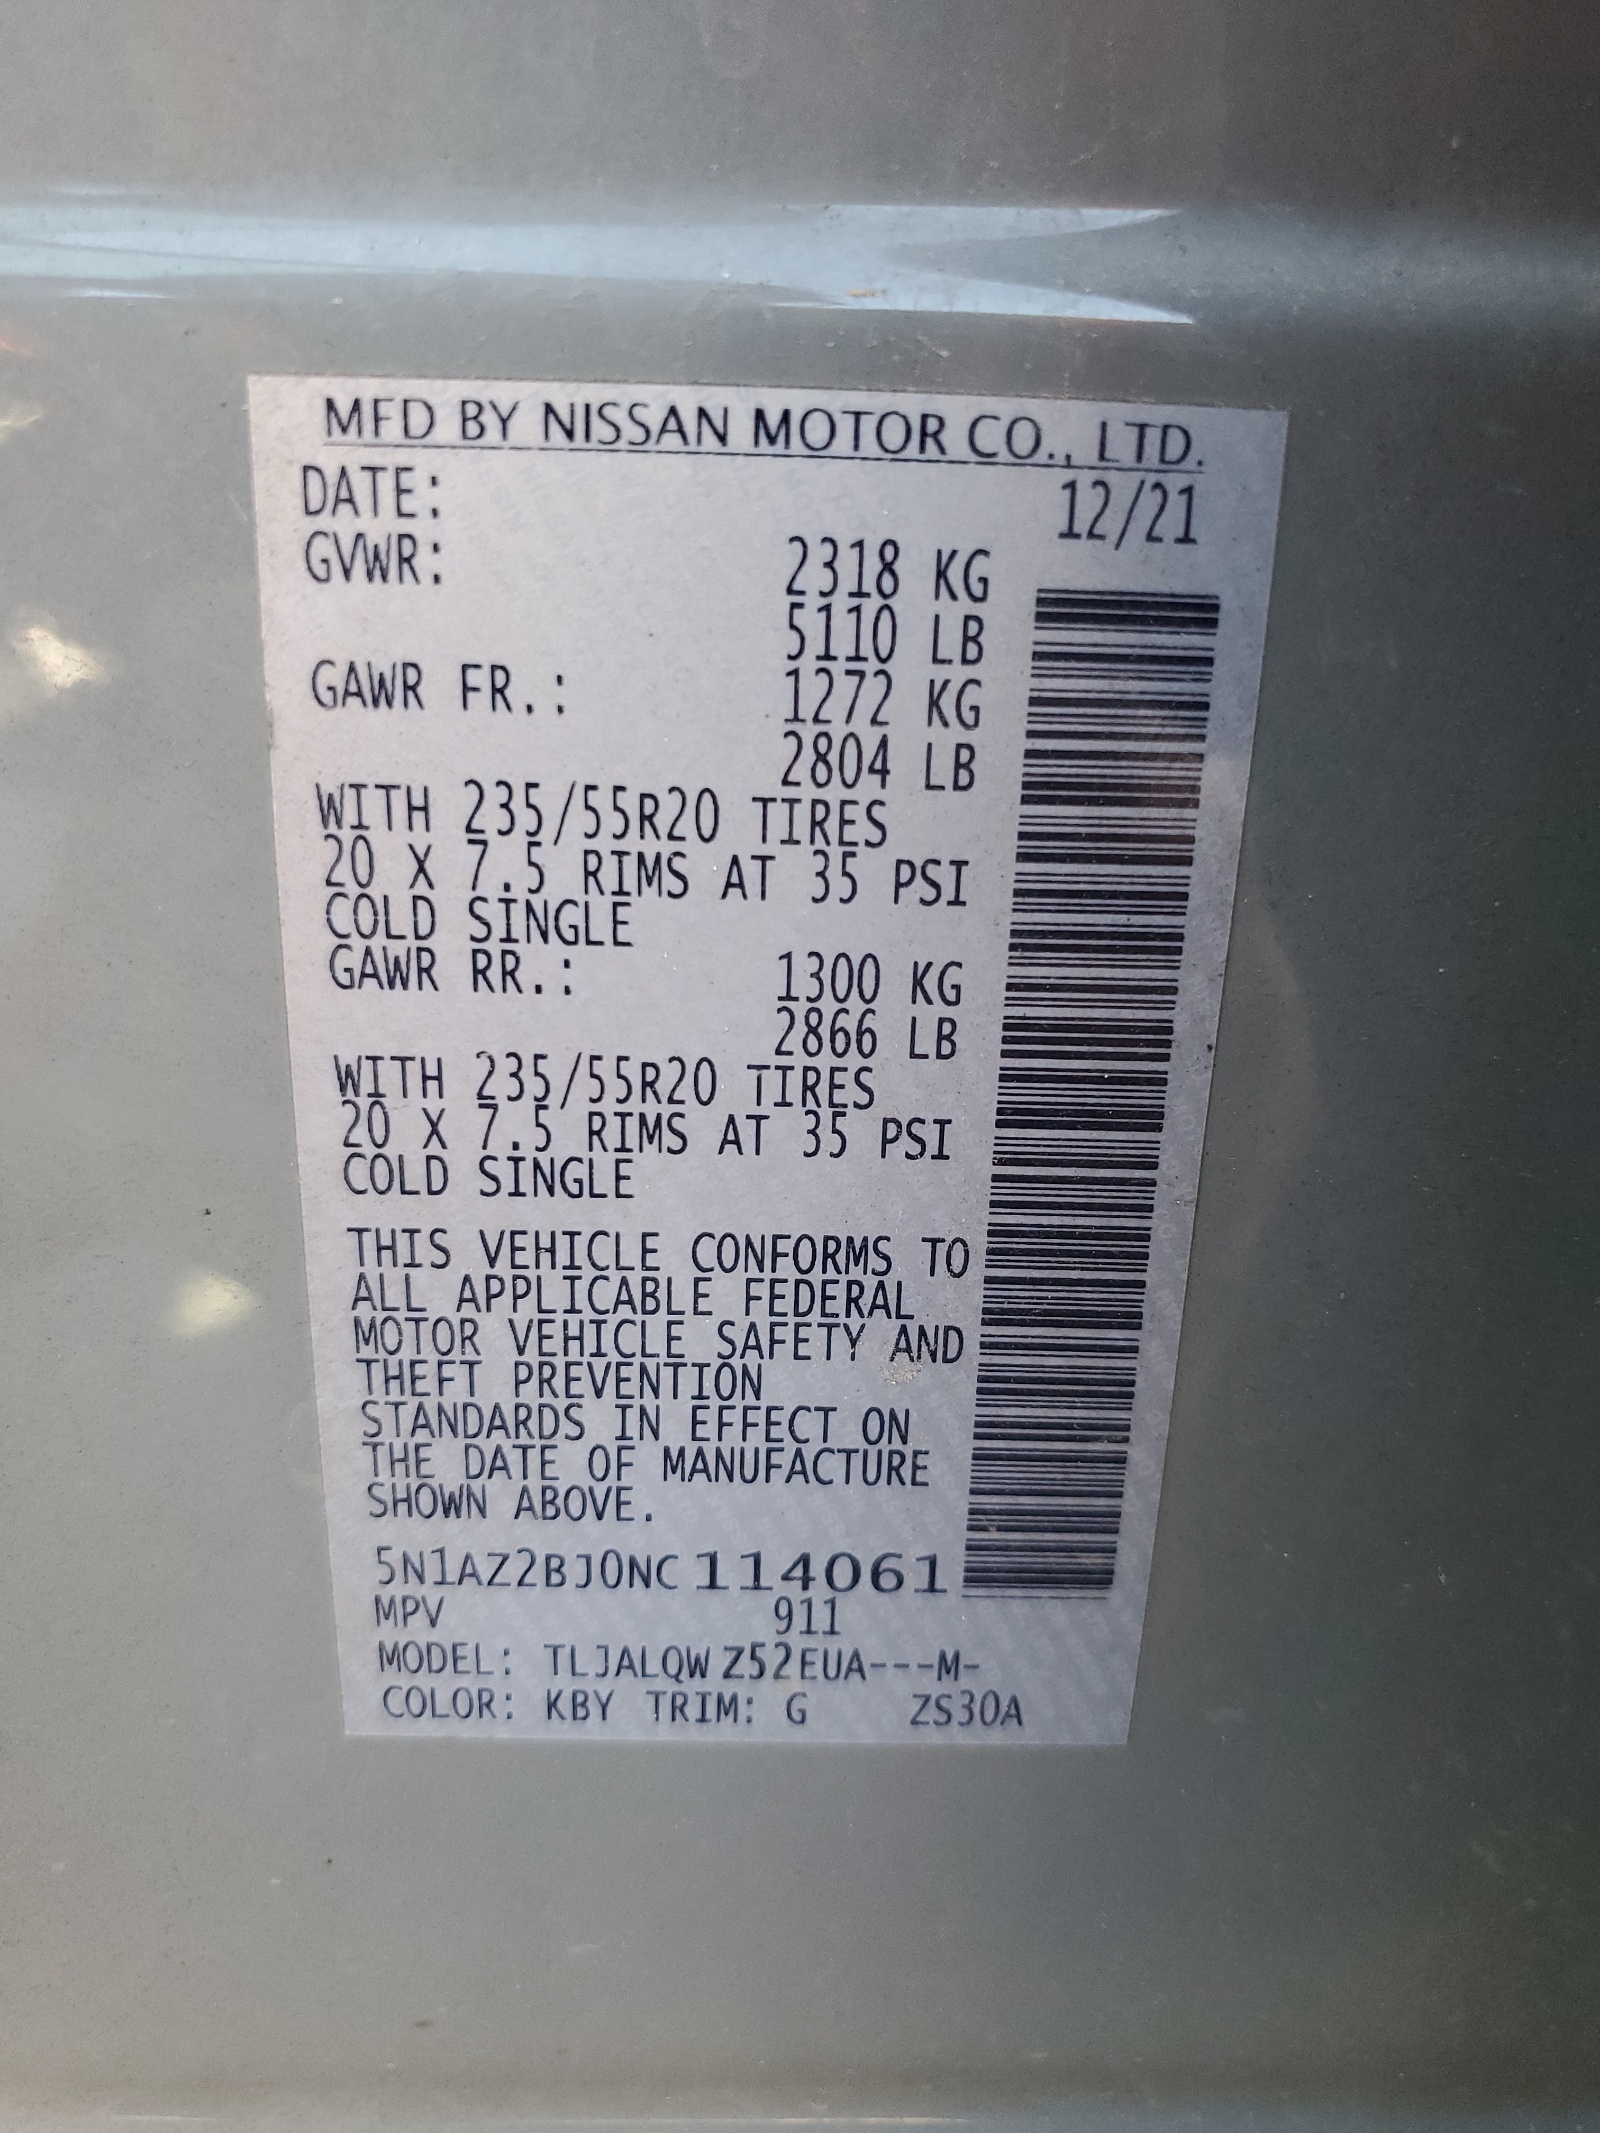 MFD BY NISSAN MOTOR CO., LTD.
DATE: 12/21
GVWR: 2318 KG
5110 LB
GAWR FR.: 1272 KG
2804 LB
WITH 235/55R20 TIRES
20 X 7.5 RIMS AT 35 PSI
COLD SINGLE
GAWR RR.: 1300 KG
2866 LB
WITH 235/55R20 TIRES
20 X 7.5 RIMS AT 35 PSI
COLD SINGLE
THIS VEHICLE CONFORMS TO
ALL APPLICABLE FEDERAL
MOTOR VEHICLE SAFETY AND
THEFT PREVENTION
STANDARDS IN EFFECT ON
THE DATE OF MANUFACTURE
SHOWN ABOVE.
5N1AZ2BJ0NC114061
MPV 911
MODEL: TLJALQW Z52EUA---M-
COLOR: KBY TRIM: G ZS30A